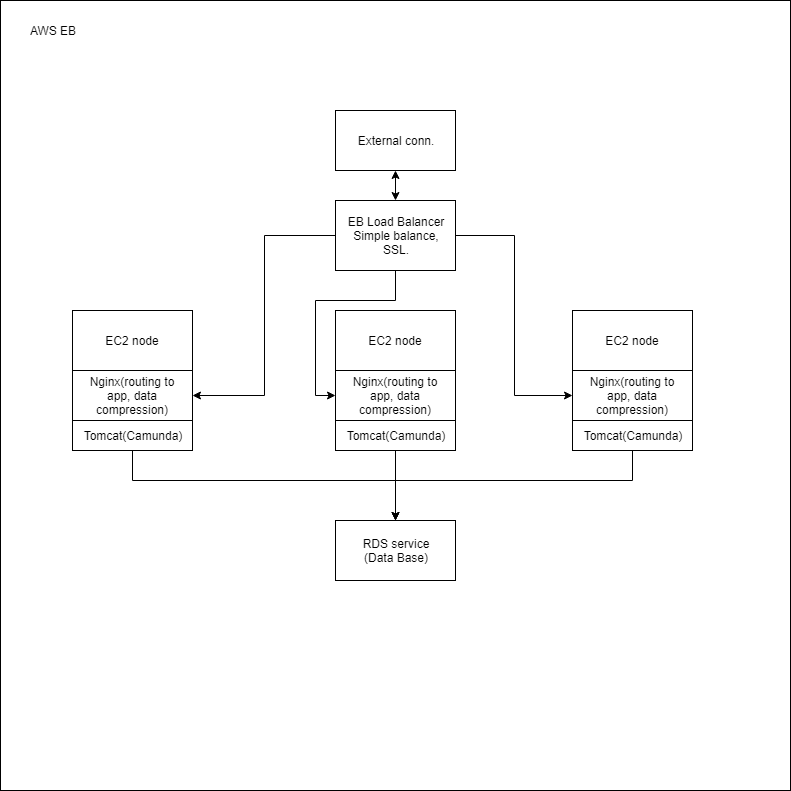 AWS EB
External conn.
EB Load Balancer
Simple balance,
SSL.
EC2 node
Nginx(routing to
app, data
compression)
Tomcat(Camunda)
EC2 node
Nginx(routing to
app, data
compression)
Tomcat(Camunda)
EC2 node
Nginx(routing to
app, data
compression)
Tomcat(Camunda)
RDS service
(Data Base)